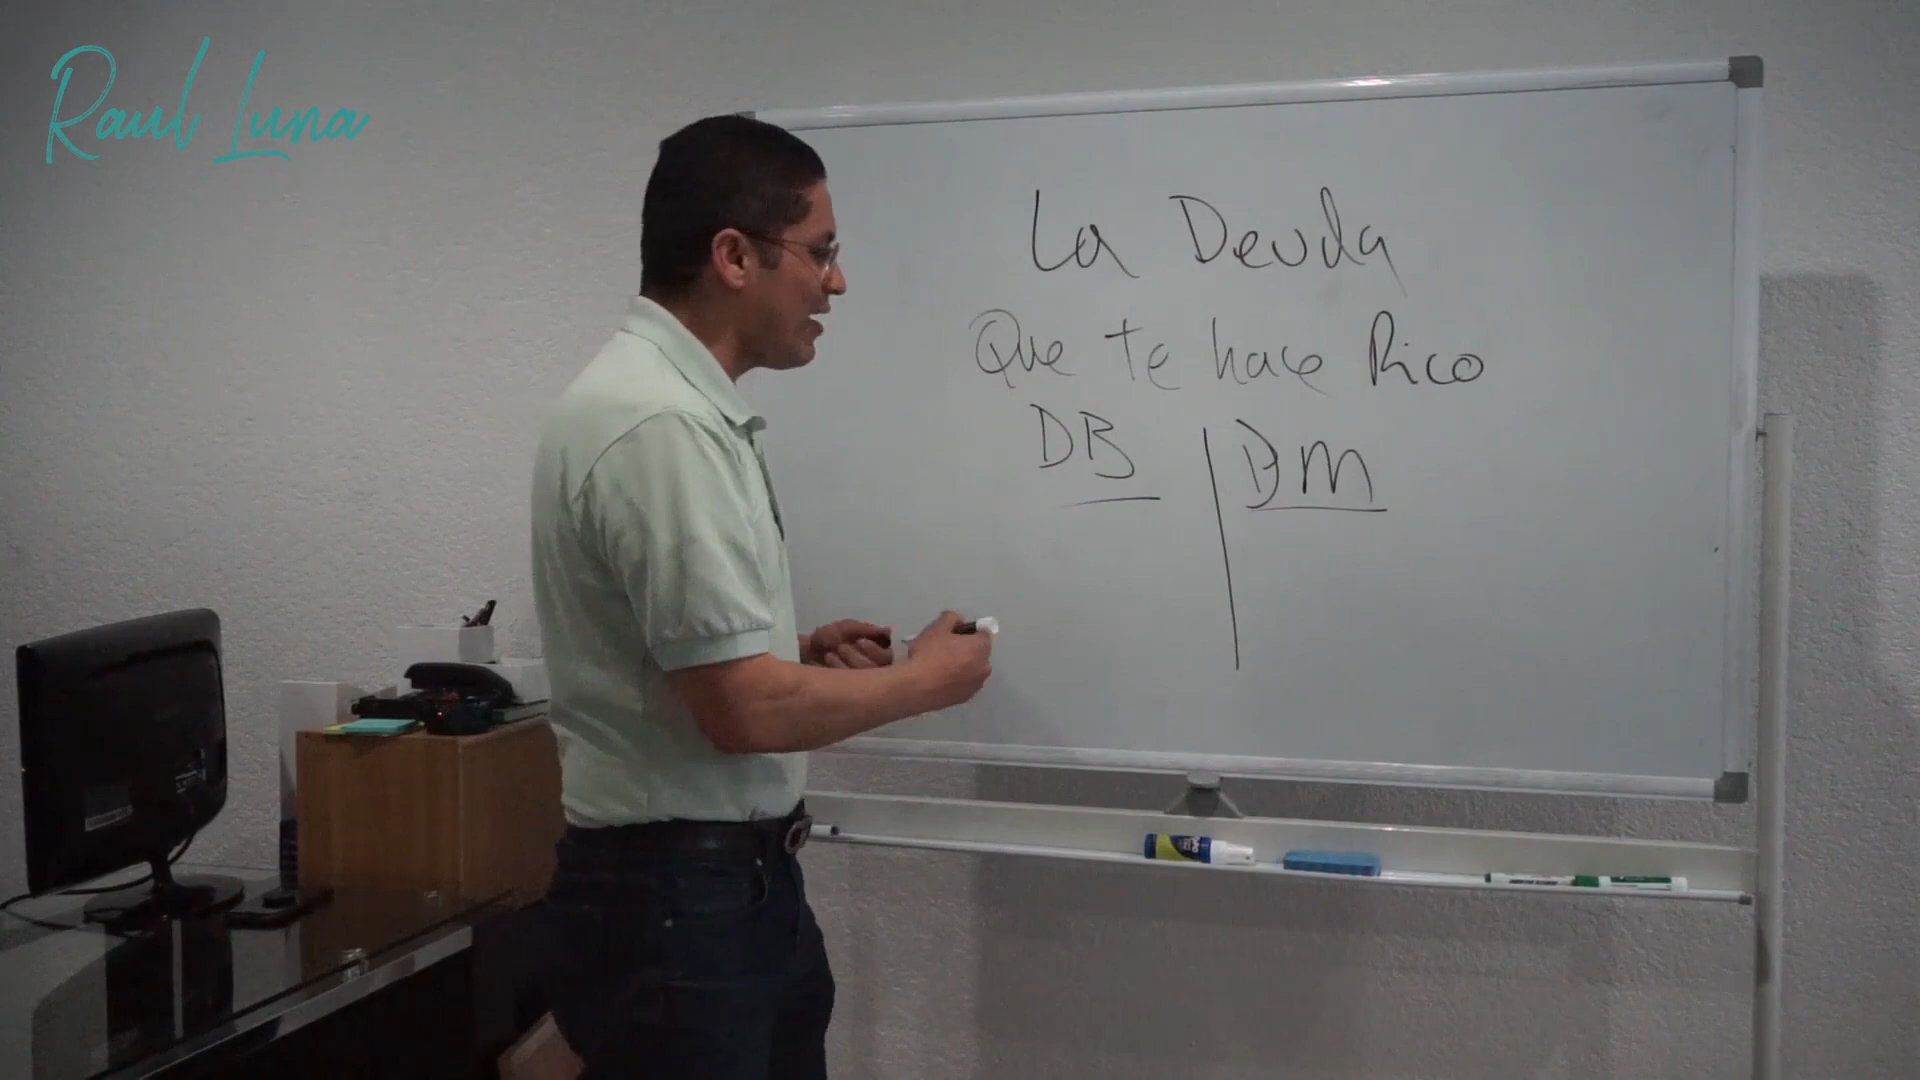 Raul Luna
La Deuda
Que te hace Rico
DB | DM